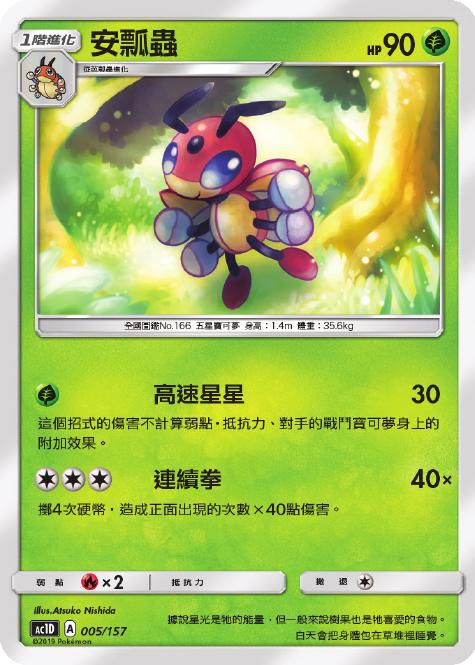 1階進化 安瓢蟲 HP 90
從芭瓢蟲進化
全國圖鑑No.166 五星寶可夢 身高：1.4m 體重：35.6kg
高速星星 30
這個招式的傷害不計算弱點・抵抗力、對手的戰鬥寶可夢身上的
附加效果。
連續拳 40×
擲4次硬幣，造成正面出現的次數×40點傷害。
弱點 ×2 抵抗力 撤退
Illus.Atsuko Nishida
AC1D A 005/157
©2019 Pokémon
據說星光是牠的能量，但一般來說樹果也是牠喜愛的食物。
白天會把身體包在草堆裡睡覺。